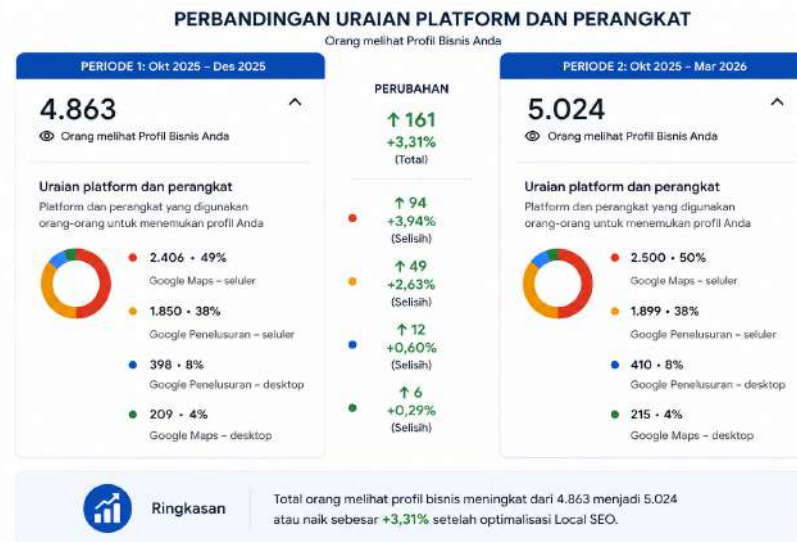 PERBANDINGAN URAIAN PLATFORM DAN PERANGKAT
Orang melihat Profil Bisnis Anda
PERIODE 1: Okt 2025 – Des 2025
4.863
Orang melihat Profil Bisnis Anda
Uraian platform dan perangkat
Platform dan perangkat yang digunakan
orang-orang untuk menemukan profil Anda
2.406 • 49%
Google Maps – seluler
1.850 • 38%
Google Penelusuran – seluler
398 • 8%
Google Penelusuran – desktop
209 • 4%
Google Maps – desktop
PERUBAHAN
↑ 161
+3,31%
(Total)
↑ 94
+3,94%
(Selisih)
↑ 49
+2,63%
(Selisih)
↑ 12
+0,60%
(Selisih)
↑ 6
+0,29%
(Selisih)
PERIODE 2: Okt 2025 – Mar 2026
5.024
Orang melihat Profil Bisnis Anda
Uraian platform dan perangkat
Platform dan perangkat yang digunakan
orang-orang untuk menemukan profil Anda
2.500 • 50%
Google Maps – seluler
1.899 • 38%
Google Penelusuran – seluler
410 • 8%
Google Penelusuran – desktop
215 • 4%
Google Maps – desktop
Ringkasan
Total orang melihat profil bisnis meningkat dari 4.863 menjadi 5.024
atau naik sebesar +3,31% setelah optimalisasi Local SEO.